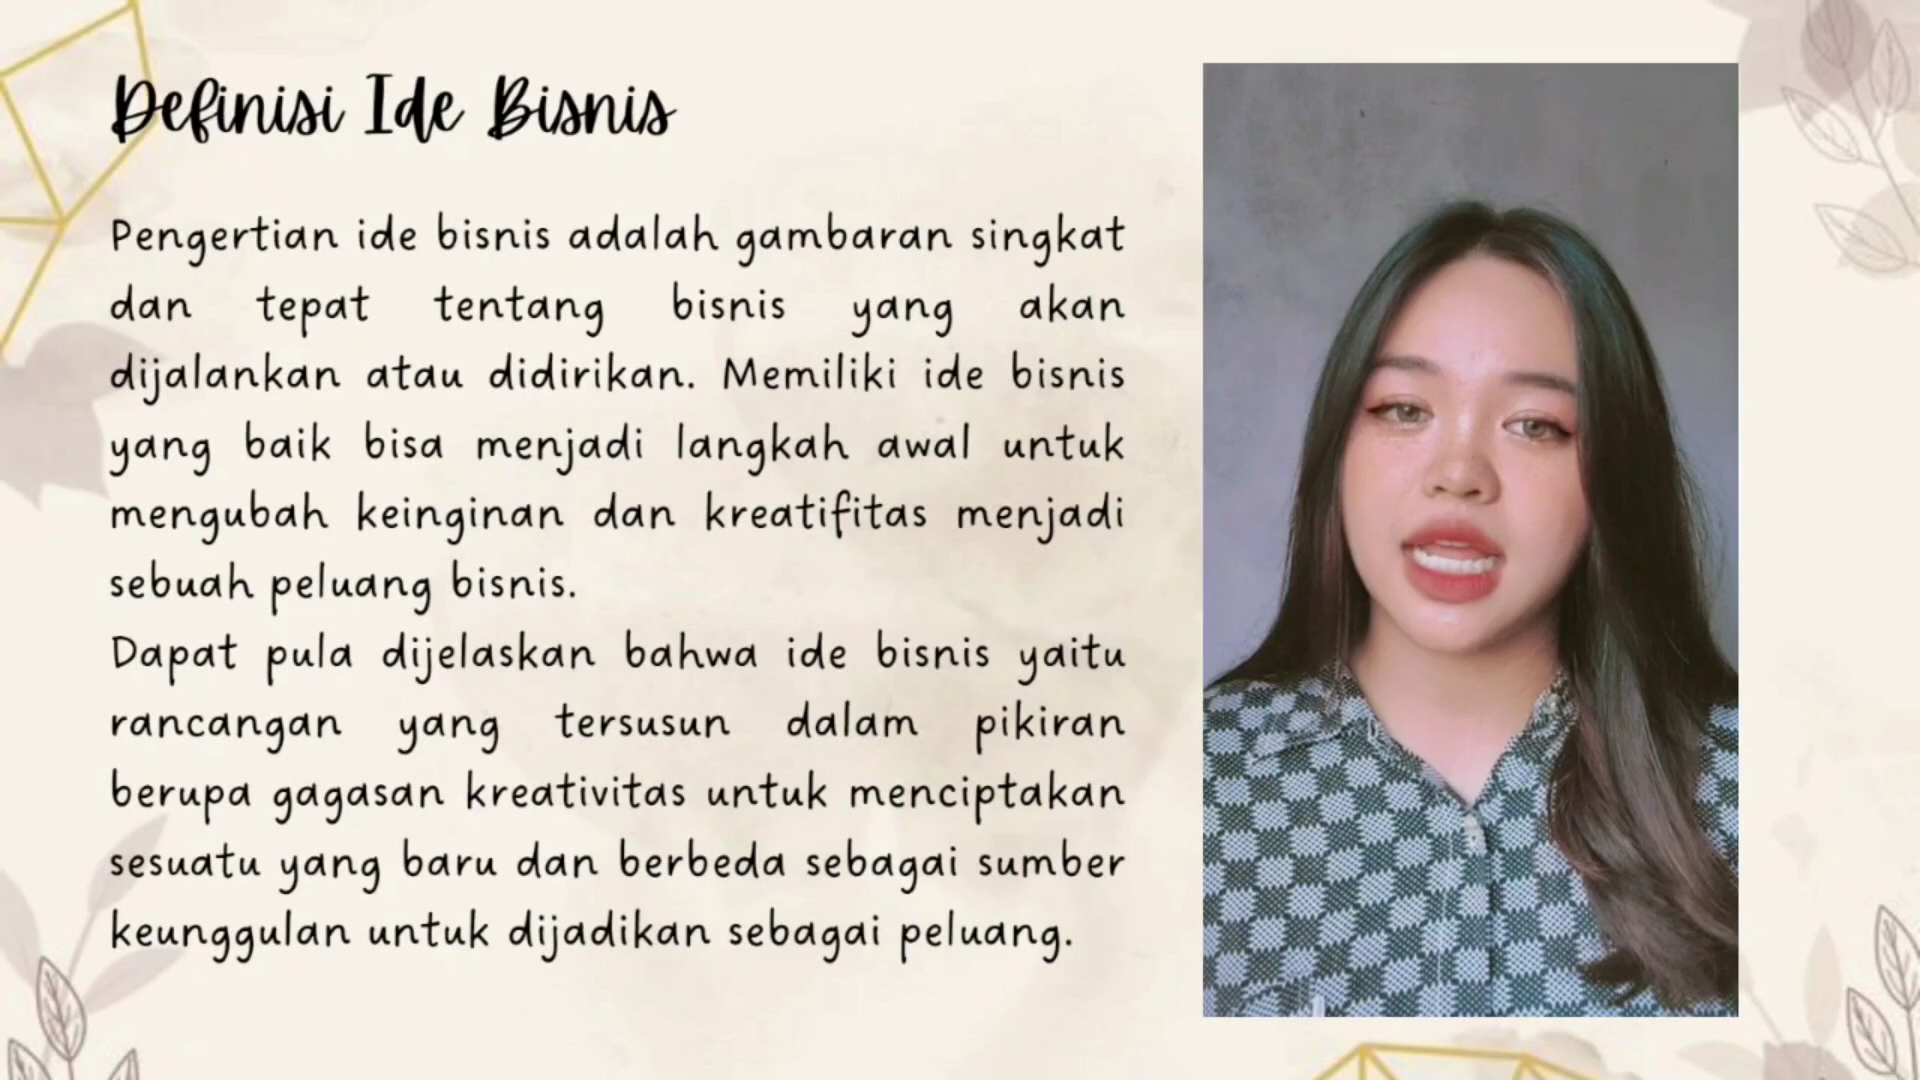 Definisi Ide Bisnis
Pengertian ide bisnis adalah gambaran singkat
dan tepat tentang bisnis yang akan
dijalankan atau didirikan. Memiliki ide bisnis
yang baik bisa menjadi langkah awal untuk
mengubah keinginan dan kreatifitas menjadi
sebuah peluang bisnis.
Dapat pula dijelaskan bahwa ide bisnis yaitu
rancangan yang tersusun dalam pikiran
berupa gagasan kreativitas untuk menciptakan
sesuatu yang baru dan berbeda sebagai sumber
keunggulan untuk dijadikan sebagai peluang.